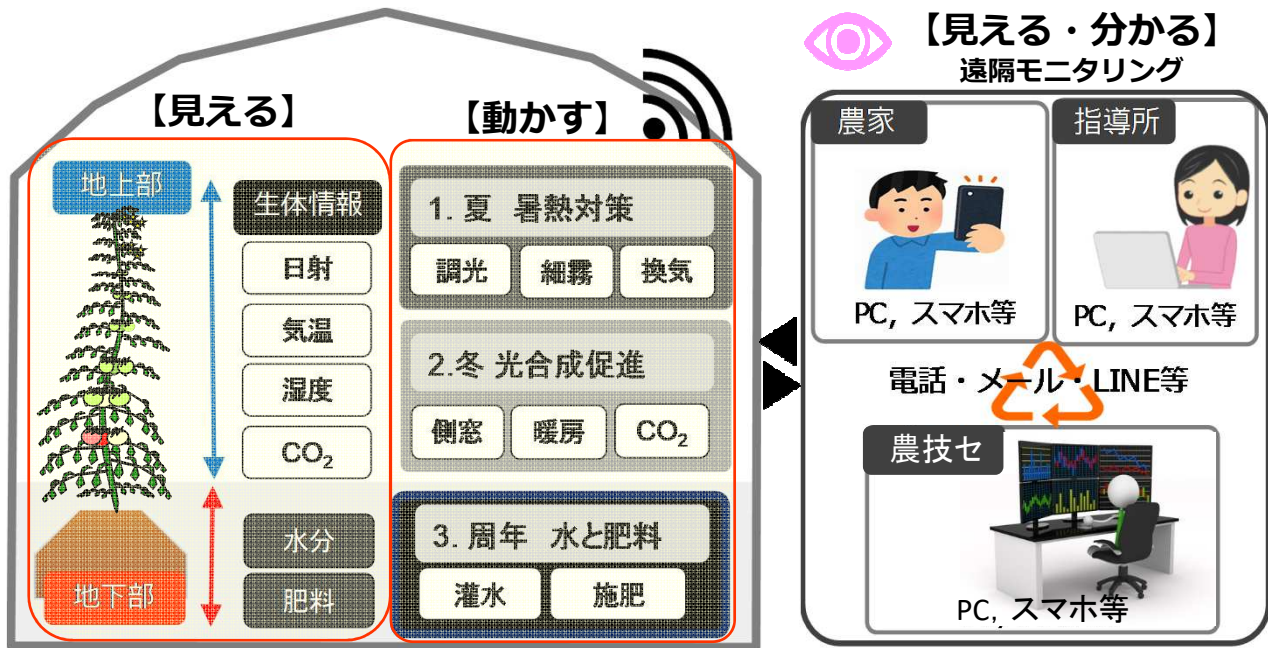 【見える】
地上部
生体情報
日射
気温
湿度
CO₂
水分
肥料
地下部
【動かす】
1. 夏 暑熱対策
調光
細霧
換気
2.冬 光合成促進
側窓
暖房
CO₂
3. 周年 水と肥料
灌水
施肥
【見える・分かる】
遠隔モニタリング
農家
PC, スマホ等
指導所
PC, スマホ等
電話・メール・LINE等
農技セ
PC, スマホ等